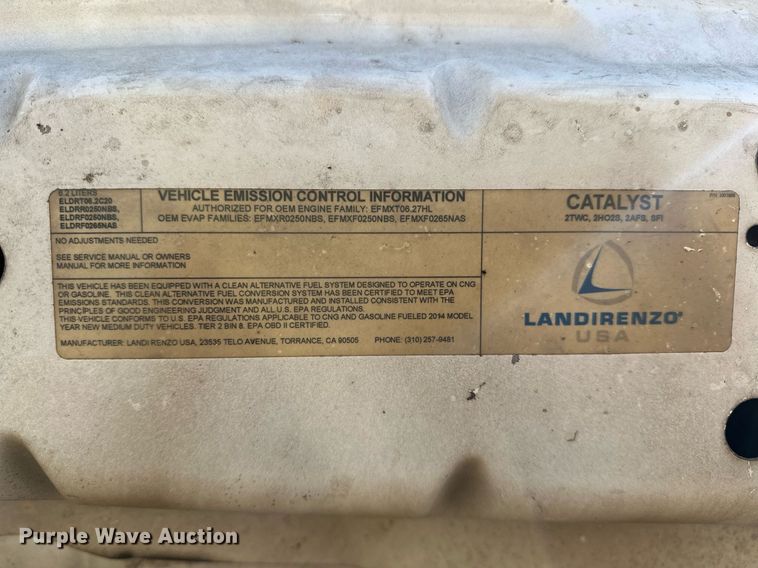 6.2 LITERS
ELDRT06.2C20
ELDRR0250NBS,
ELDRF0250NBS,
ELDRF0265NAS
VEHICLE EMISSION CONTROL INFORMATION
AUTHORIZED FOR OEM ENGINE FAMILY: EFMXT06.27HL
OEM EVAP FAMILIES: EFMXR0250NBS, EFMXF0250NBS, EFMXF0265NAS
CATALYST
2TWC, 2HO2S, 2AFS, SFI
NO ADJUSTMENTS NEEDED
SEE SERVICE MANUAL OR OWNERS
MANUAL FOR MORE INFORMATION
THIS VEHICLE HAS BEEN EQUIPPED WITH A CLEAN ALTERNATIVE FUEL SYSTEM DESIGNED TO OPERATE ON CNG
OR GASOLINE. THIS CLEAN ALTERNATIVE FUEL CONVERSION SYSTEM HAS BEEN CERTIFIED TO MEET EPA
EMISSIONS STANDARDS. THIS CONVERSION WAS MANUFACTURED AND INSTALLED CONSISTENT WITH THE
PRINCIPLES OF GOOD ENGINEERING JUDGMENT AND ALL U.S. EPA REGULATIONS.
THIS VEHICLE CONFORMS TO U.S. EPA REGULATIONS APPLICABLE TO CNG AND GASOLINE FUELED 2014 MODEL
YEAR NEW MEDIUM DUTY VEHICLES. TIER 2 BIN 8. EPA OBD II CERTIFIED.
MANUFACTURER: LANDI RENZO USA, 23535 TELO AVENUE, TORRANCE, CA 90505 PHONE: (310) 257-9481
LANDIRENZO®
USA
Purple Wave Auction
purplewave.com